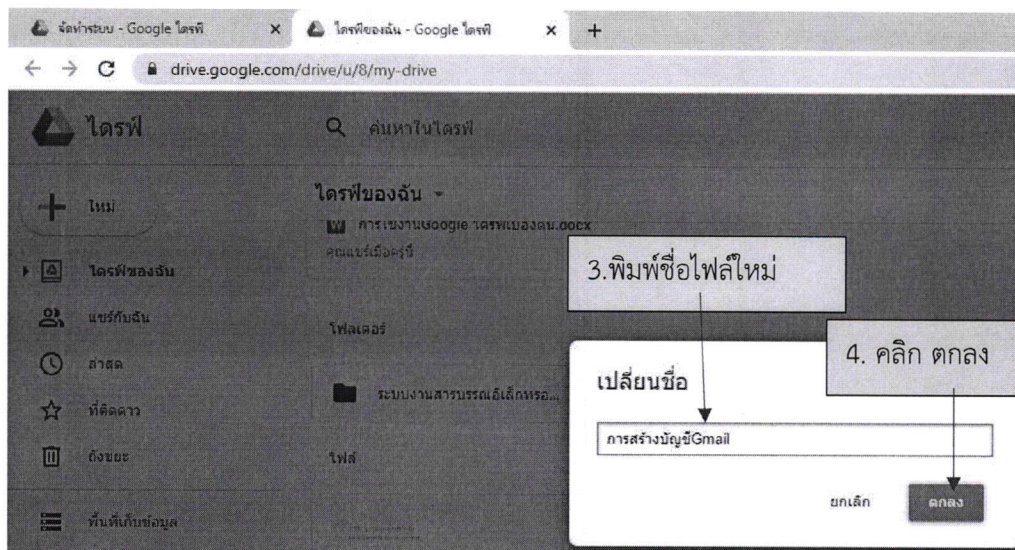 จัดทำระบบ - Google ไดรฟ์
ไดรฟ์ของฉัน - Google ไดรฟ์
drive.google.com/drive/u/8/my-drive
ไดรฟ์
ค้นหาในไดรฟ์
ใหม่
ไดรฟ์ของฉัน
การใช้งานGoogle ไดรฟ์เบื้องต้น.docx
คุณแชร์เมื่อครู่นี้
3.พิมพ์ชื่อไฟล์ใหม่
ไดรฟ์ของฉัน
แชร์กับฉัน
โฟลเดอร์
4. คลิก ตกลง
ล่าสุด
เปลี่ยนชื่อ
ระบบงานสารบรรณอิเล็กทรอ...
ที่ติดดาว
การสร้างบัญชีGmail
ถังขยะ
ไฟล์
ยกเลิก
ตกลง
พื้นที่เก็บข้อมูล